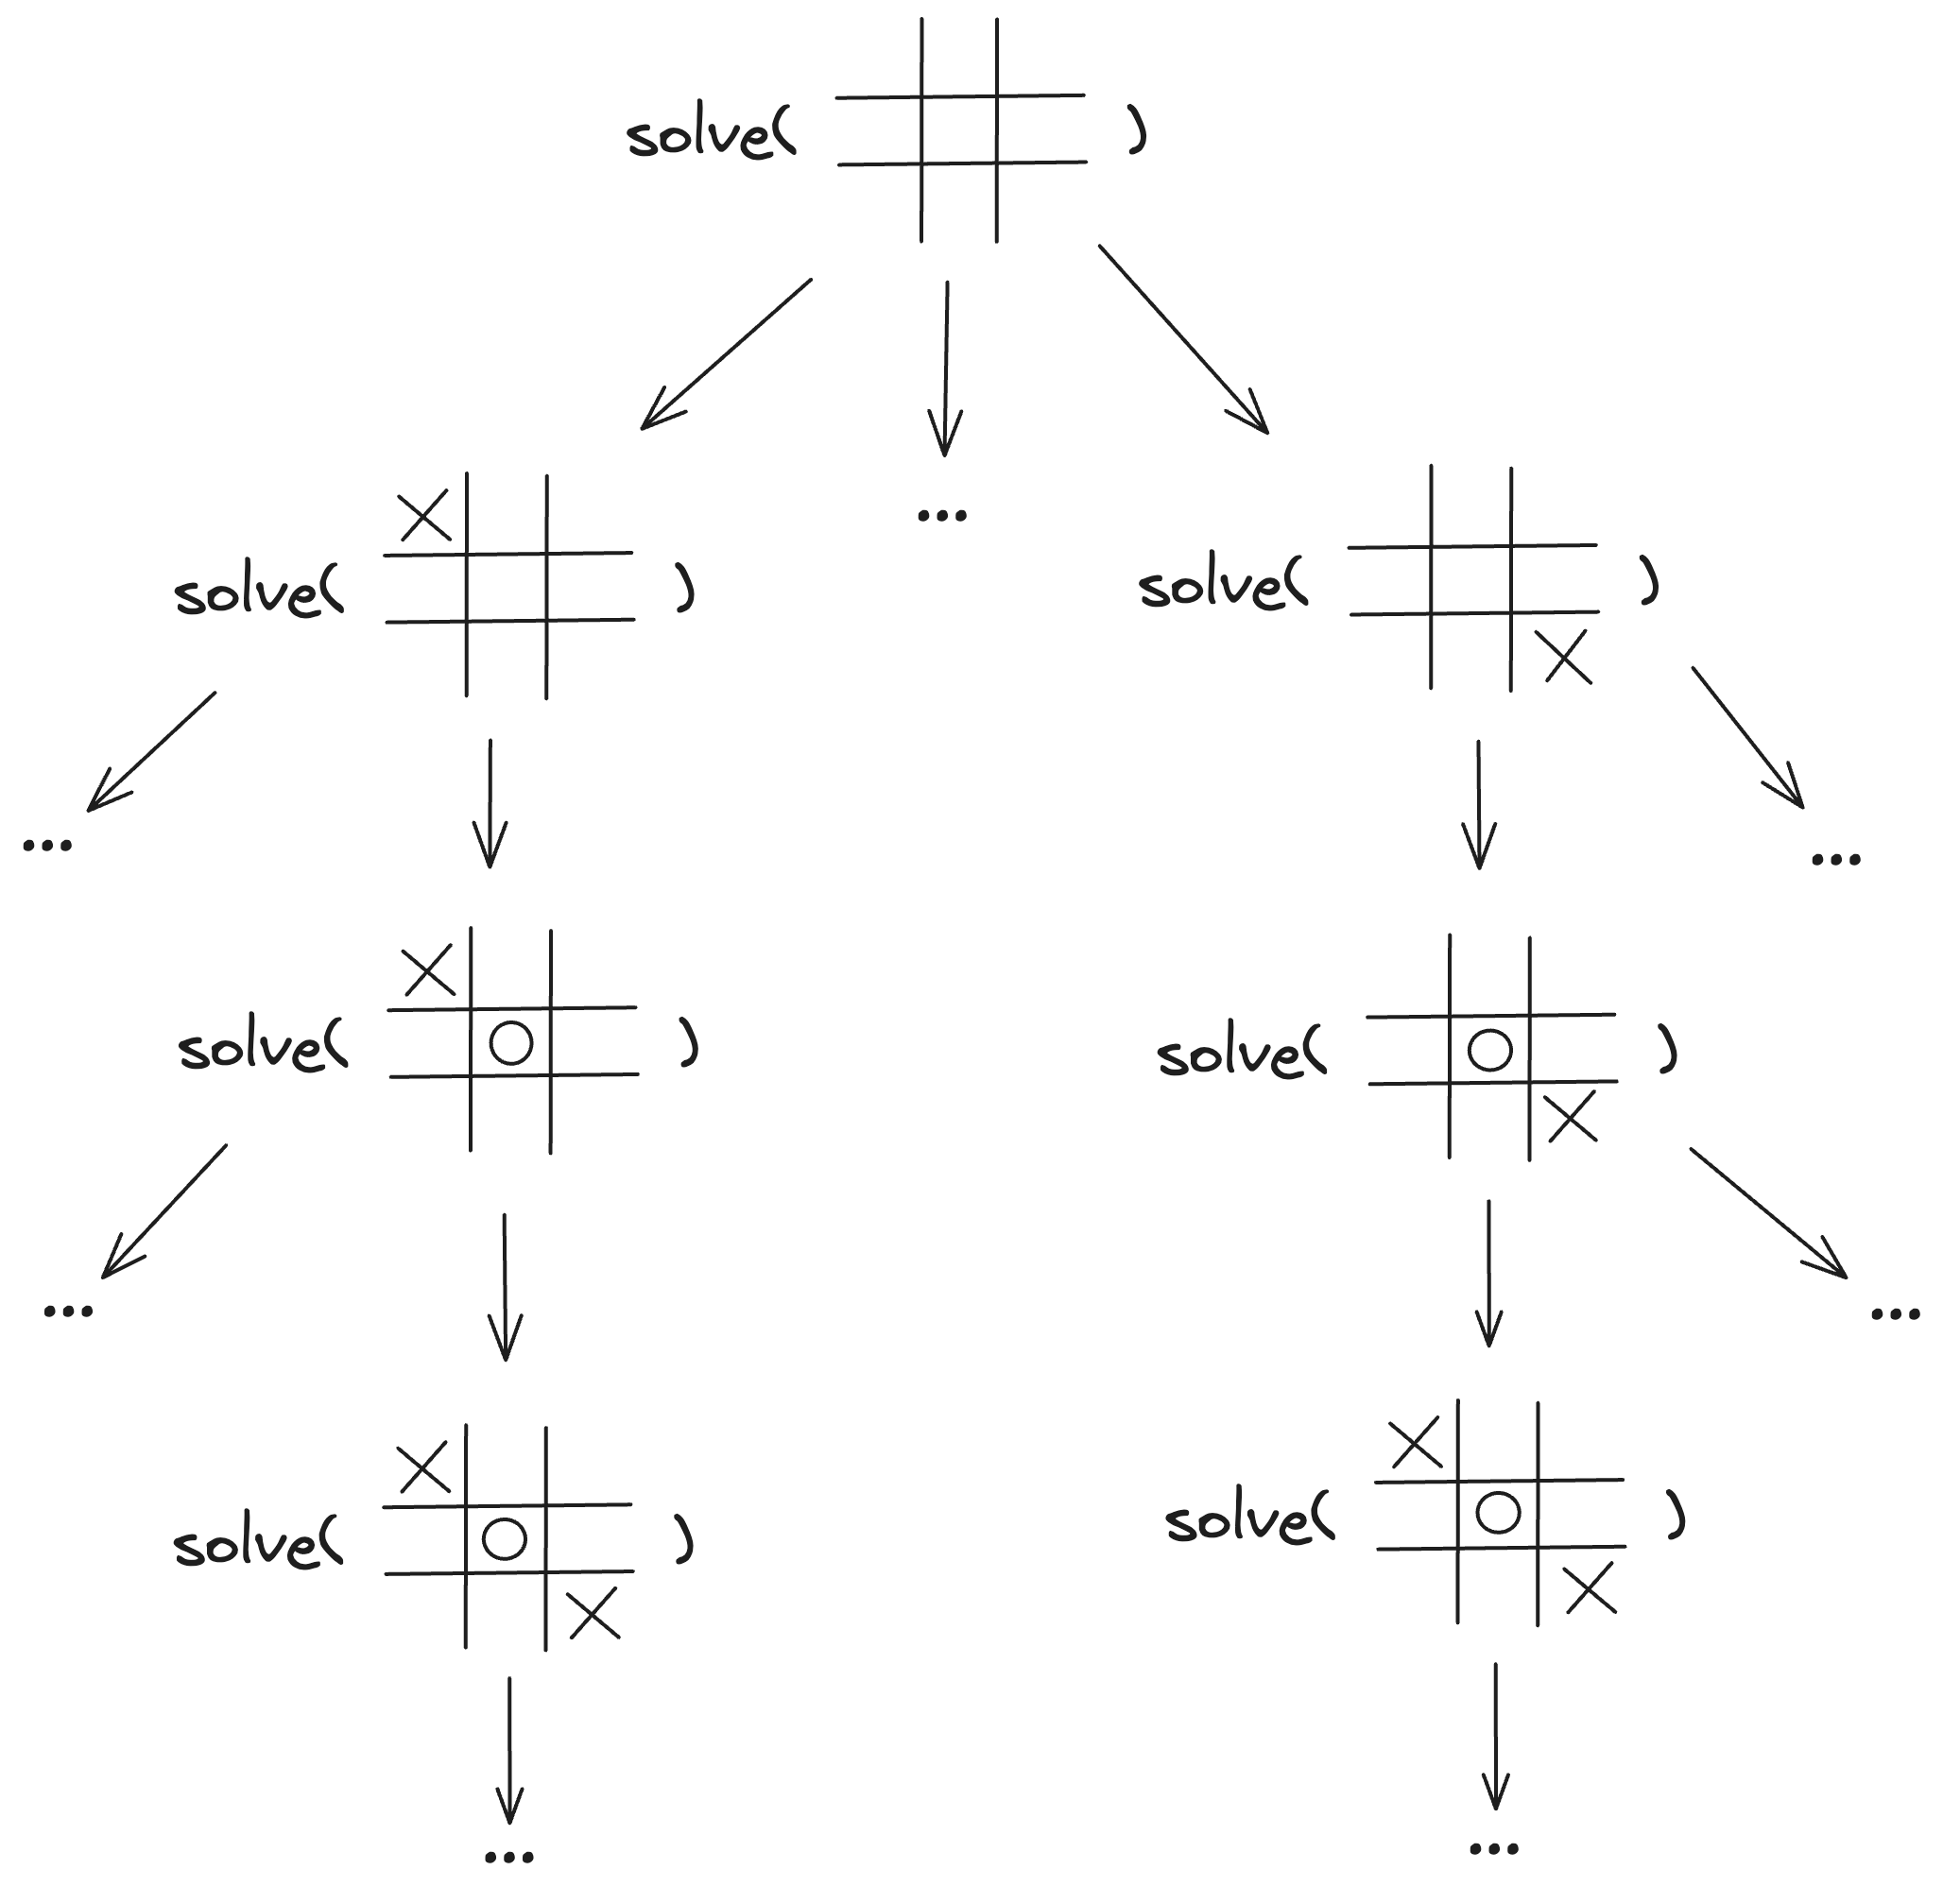 solve( )
...
solve( X )
solve( X )
...
...
solve( X O )
solve( O X )
...
...
solve( X O X )
solve( X O X )
...
...